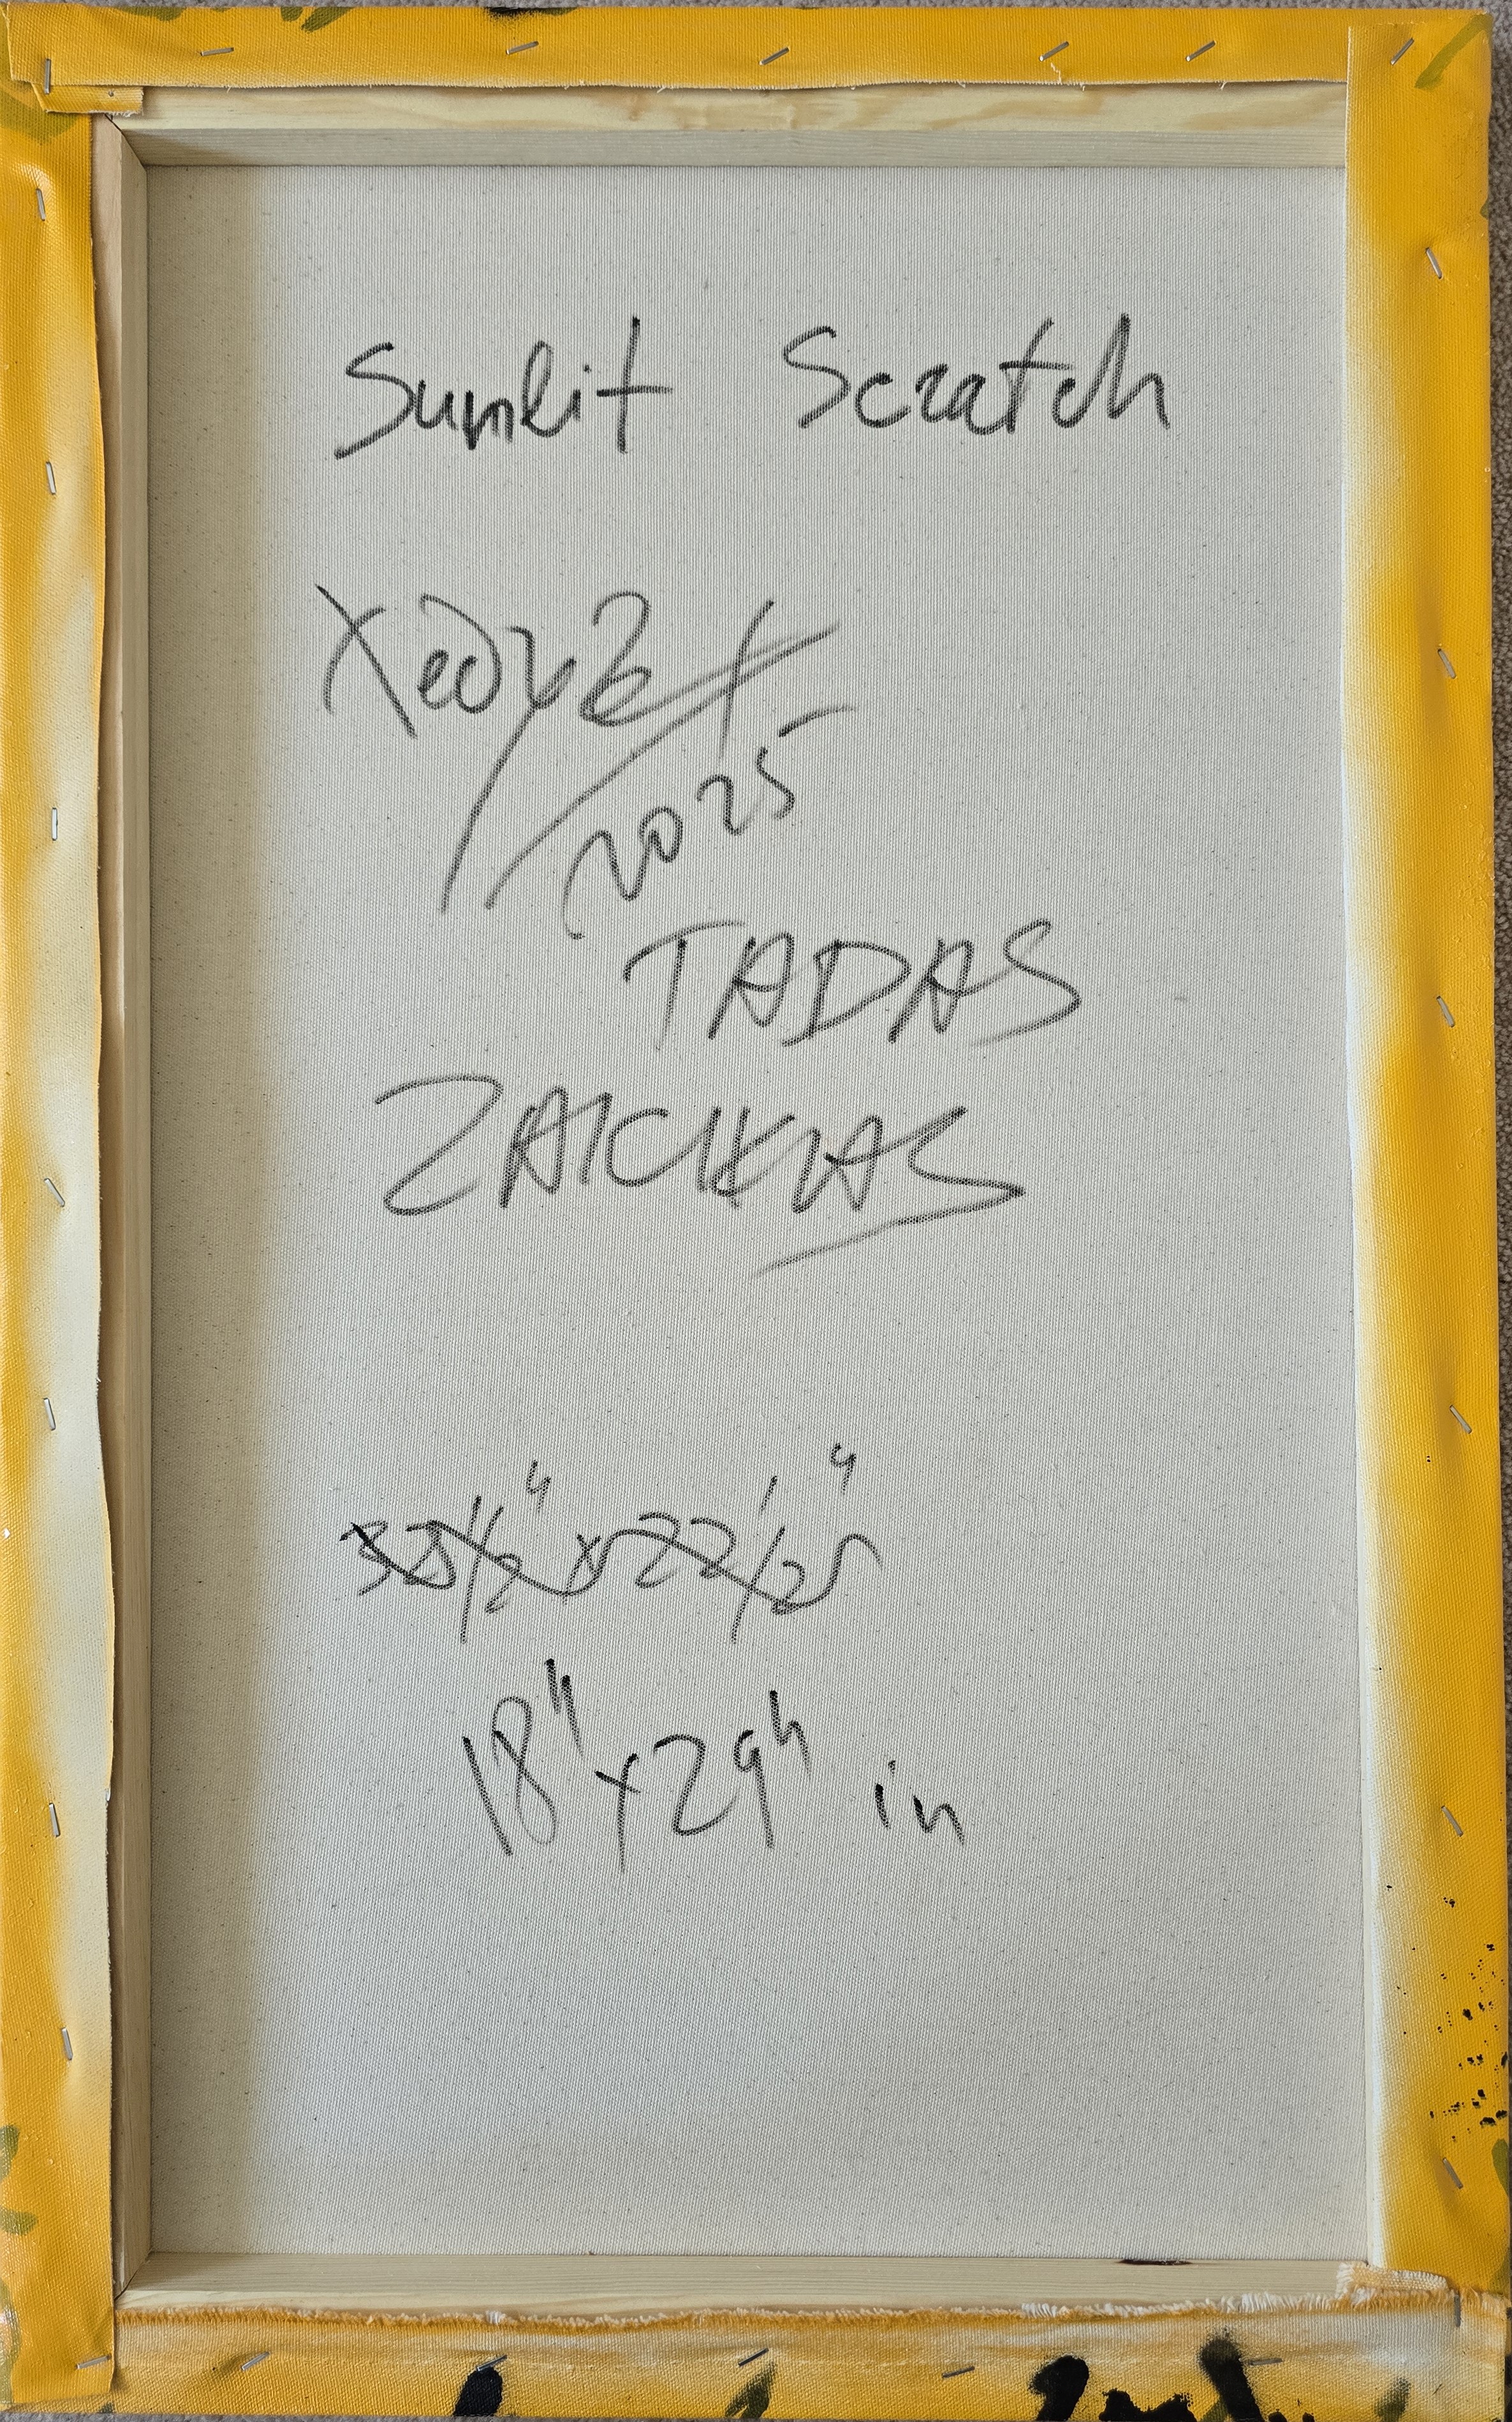 Sunlit Scratch
2025
TADAS
ZAICIKAS
18" x 29" in